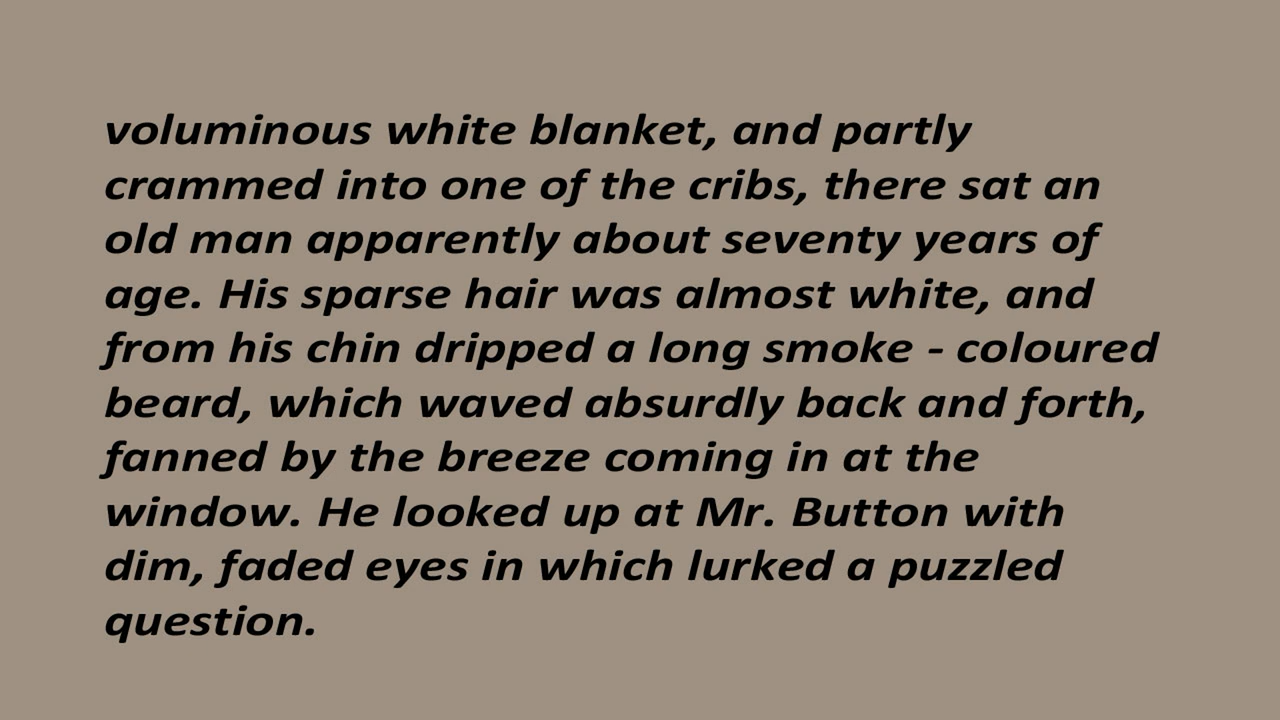 voluminous white blanket, and partly
crammed into one of the cribs, there sat an
old man apparently about seventy years of
age. His sparse hair was almost white, and
from his chin dripped a long smoke - coloured
beard, which waved absurdly back and forth,
fanned by the breeze coming in at the
window. He looked up at Mr. Button with
dim, faded eyes in which lurked a puzzled
question.